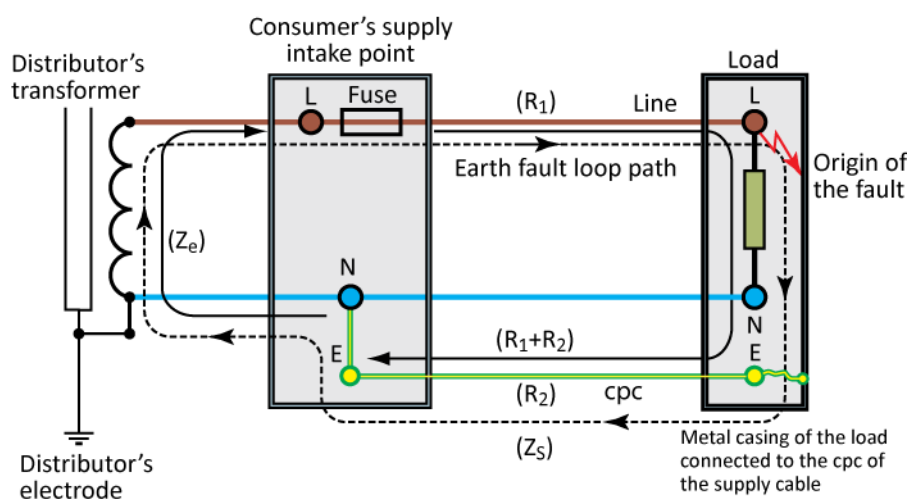 Consumer's supply
intake point
Distributor's
transformer
Load
L
Fuse
(R₁)
Line
L
Earth fault loop path
Origin of
the fault
(Zₑ)
N
N
E
(R₁+R₂)
E
(R₂)
cpc
(Zₛ)
Metal casing of the load
connected to the cpc of
the supply cable
Distributor's
electrode